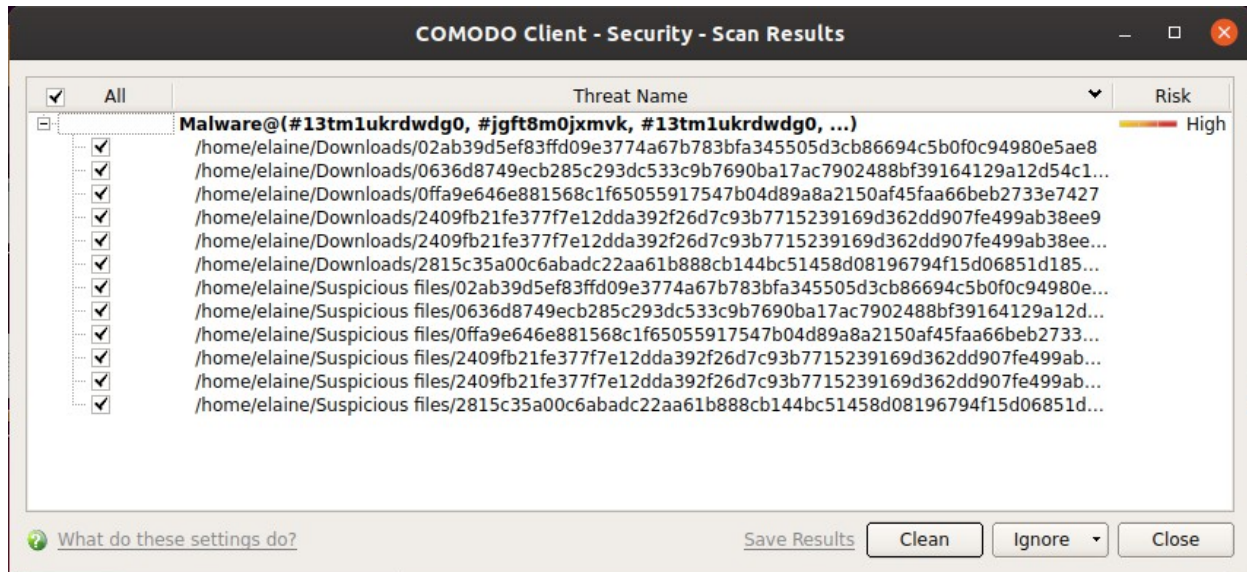 COMODO Client - Security - Scan Results
All Threat Name Risk
Malware@(#13tm1ukrdwdg0, #jgft8m0jxmvk, #13tm1ukrdwdg0, ...) High
/home/elaine/Downloads/02ab39d5ef83ffd09e3774a67b783bfa345505d3cb86694c5b0f0c94980e5ae8
/home/elaine/Downloads/0636d8749ecb285c293dc533c9b7690ba17ac7902488bf39164129a12d54c1...
/home/elaine/Downloads/0ffa9e646e881568c1f65055917547b04d89a8a2150af45faa66beb2733e7427
/home/elaine/Downloads/2409fb21fe377f7e12dda392f26d7c93b7715239169d362dd907fe499ab38ee9
/home/elaine/Downloads/2409fb21fe377f7e12dda392f26d7c93b7715239169d362dd907fe499ab38ee...
/home/elaine/Downloads/2815c35a00c6abadc22aa61b888cb144bc51458d08196794f15d06851d185...
/home/elaine/Suspicious files/02ab39d5ef83ffd09e3774a67b783bfa345505d3cb86694c5b0f0c94980e...
/home/elaine/Suspicious files/0636d8749ecb285c293dc533c9b7690ba17ac7902488bf39164129a12d...
/home/elaine/Suspicious files/0ffa9e646e881568c1f65055917547b04d89a8a2150af45faa66beb2733...
/home/elaine/Suspicious files/2409fb21fe377f7e12dda392f26d7c93b7715239169d362dd907fe499ab...
/home/elaine/Suspicious files/2409fb21fe377f7e12dda392f26d7c93b7715239169d362dd907fe499ab...
/home/elaine/Suspicious files/2815c35a00c6abadc22aa61b888cb144bc51458d08196794f15d06851d...
What do these settings do? Save Results Clean Ignore Close